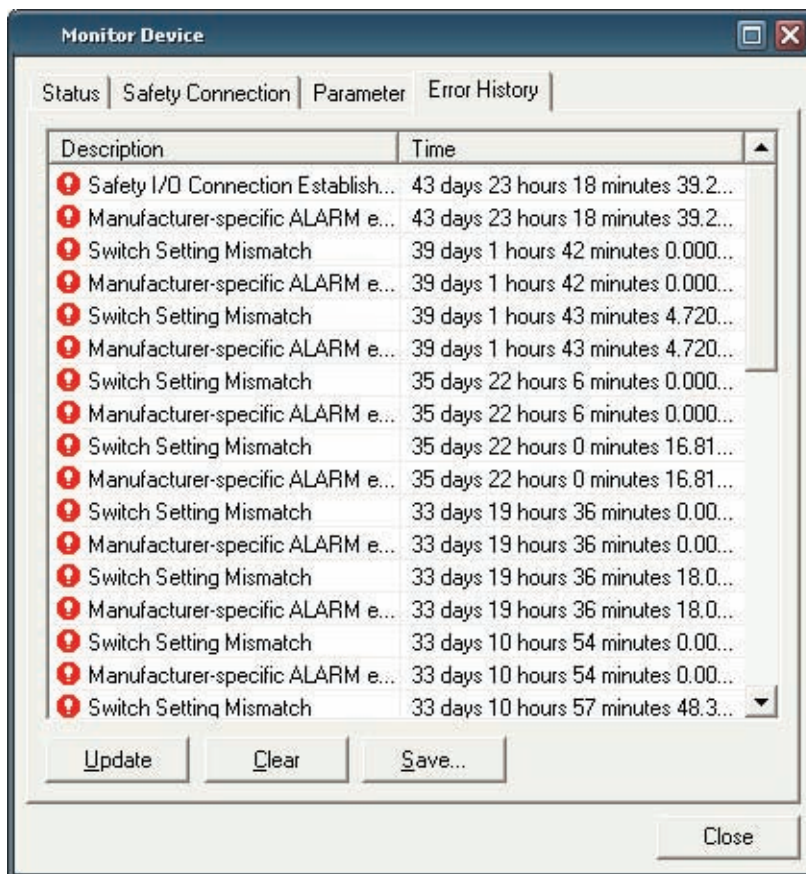 Monitor Device
Status Safety Connection Parameter Error History
Description Time
Safety I/O Connection Establish... 43 days 23 hours 18 minutes 39.2...
Manufacturer-specific ALARM e... 43 days 23 hours 18 minutes 39.2...
Switch Setting Mismatch 39 days 1 hours 42 minutes 0.000...
Manufacturer-specific ALARM e... 39 days 1 hours 42 minutes 0.000...
Switch Setting Mismatch 39 days 1 hours 43 minutes 4.720...
Manufacturer-specific ALARM e... 39 days 1 hours 43 minutes 4.720...
Switch Setting Mismatch 35 days 22 hours 6 minutes 0.000...
Manufacturer-specific ALARM e... 35 days 22 hours 6 minutes 0.000...
Switch Setting Mismatch 35 days 22 hours 0 minutes 16.81...
Manufacturer-specific ALARM e... 35 days 22 hours 0 minutes 16.81...
Switch Setting Mismatch 33 days 19 hours 36 minutes 0.00...
Manufacturer-specific ALARM e... 33 days 19 hours 36 minutes 0.00...
Switch Setting Mismatch 33 days 19 hours 36 minutes 18.0...
Manufacturer-specific ALARM e... 33 days 19 hours 36 minutes 18.0...
Switch Setting Mismatch 33 days 10 hours 54 minutes 0.00...
Manufacturer-specific ALARM e... 33 days 10 hours 54 minutes 0.00...
Switch Setting Mismatch 33 days 10 hours 57 minutes 48.3...
Update Clear Save...
Close